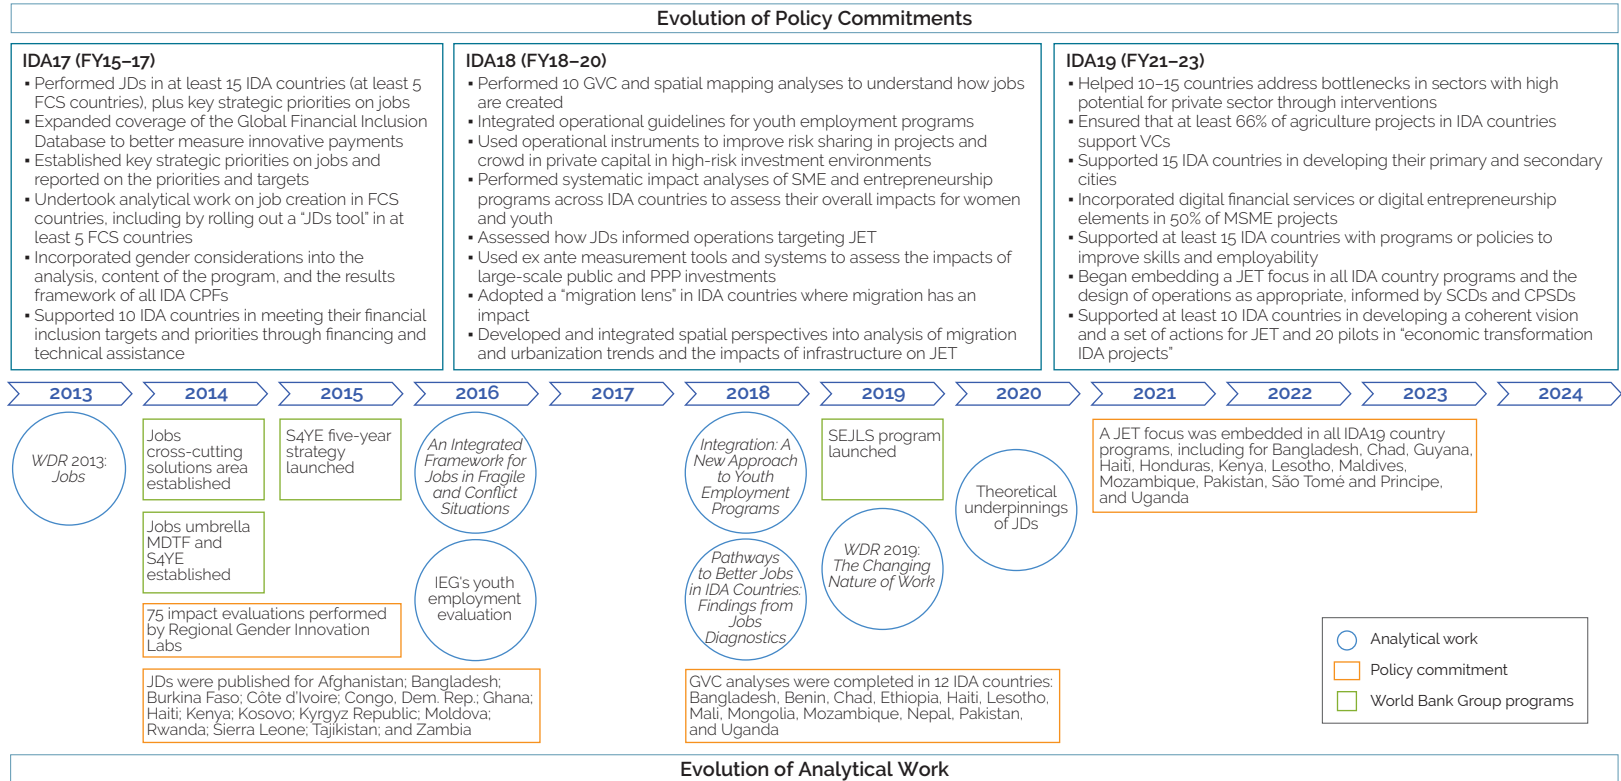 Evolution of Policy Commitments
IDA17 (FY15–17)
▪ Performed JDs in at least 15 IDA countries (at least 5
FCS countries), plus key strategic priorities on jobs
▪ Expanded coverage of the Global Financial Inclusion
Database to better measure innovative payments
▪ Established key strategic priorities on jobs and
reported on the priorities and targets
▪ Undertook analytical work on job creation in FCS
countries, including by rolling out a “JDs tool” in at
least 5 FCS countries
▪ Incorporated gender considerations into the
analysis, content of the program, and the results
framework of all IDA CPFs
▪ Supported 10 IDA countries in meeting their financial
inclusion targets and priorities through financing and
technical assistance
IDA18 (FY18–20)
▪ Performed 10 GVC and spatial mapping analyses to understand how jobs
are created
▪ Integrated operational guidelines for youth employment programs
▪ Used operational instruments to improve risk sharing in projects and
crowd in private capital in high-risk investment environments
▪ Performed systematic impact analyses of SME and entrepreneurship
programs across IDA countries to assess their overall impacts for women
and youth
▪ Assessed how JDs informed operations targeting JET
▪ Used ex ante measurement tools and systems to assess the impacts of
large-scale public and PPP investments
▪ Adopted a “migration lens” in IDA countries where migration has an
impact
▪ Developed and integrated spatial perspectives into analysis of migration
and urbanization trends and the impacts of infrastructure on JET
IDA19 (FY21–23)
▪ Helped 10–15 countries address bottlenecks in sectors with high
potential for private sector through interventions
▪ Ensured that at least 66% of agriculture projects in IDA countries
support VCs
▪ Supported 15 IDA countries in developing their primary and secondary
cities
▪ Incorporated digital financial services or digital entrepreneurship
elements in 50% of MSME projects
▪ Supported at least 15 IDA countries with programs or policies to
improve skills and employability
▪ Began embedding a JET focus in all IDA country programs and the
design of operations as appropriate, informed by SCDs and CPSDs
▪ Supported at least 10 IDA countries in developing a coherent vision
and a set of actions for JET and 20 pilots in “economic transformation
IDA projects”
2013 2014 2015 2016 2017 2018 2019 2020 2021 2022 2023 2024
WDR 2013:
Jobs
Jobs
cross-cutting
solutions area
established
Jobs umbrella
MDTF and
S4YE
established
S4YE five-year
strategy
launched
75 impact evaluations performed
by Regional Gender Innovation
Labs
JDs were published for Afghanistan; Bangladesh;
Burkina Faso; Côte d’Ivoire; Congo, Dem. Rep.; Ghana;
Haiti; Kenya; Kosovo; Kyrgyz Republic; Moldova;
Rwanda; Sierra Leone; Tajikistan; and Zambia
An Integrated
Framework for
Jobs in Fragile
and Conflict
Situations
IEG’s youth
employment
evaluation
Integration: A
New Approach
to Youth
Employment
Programs
Pathways
to Better Jobs
in IDA Countries:
Findings from
Jobs
Diagnostics
GVC analyses were completed in 12 IDA countries:
Bangladesh, Benin, Chad, Ethiopia, Haiti, Lesotho,
Mali, Mongolia, Mozambique, Nepal, Pakistan,
and Uganda
SEJLS program
launched
WDR 2019:
The Changing
Nature of Work
Theoretical
underpinnings
of JDs
A JET focus was embedded in all IDA19 country
programs, including for Bangladesh, Chad, Guyana,
Haiti, Honduras, Kenya, Lesotho, Maldives,
Mozambique, Pakistan, São Tomé and Principe,
and Uganda
Analytical work
Policy commitment
World Bank Group programs
Evolution of Analytical Work